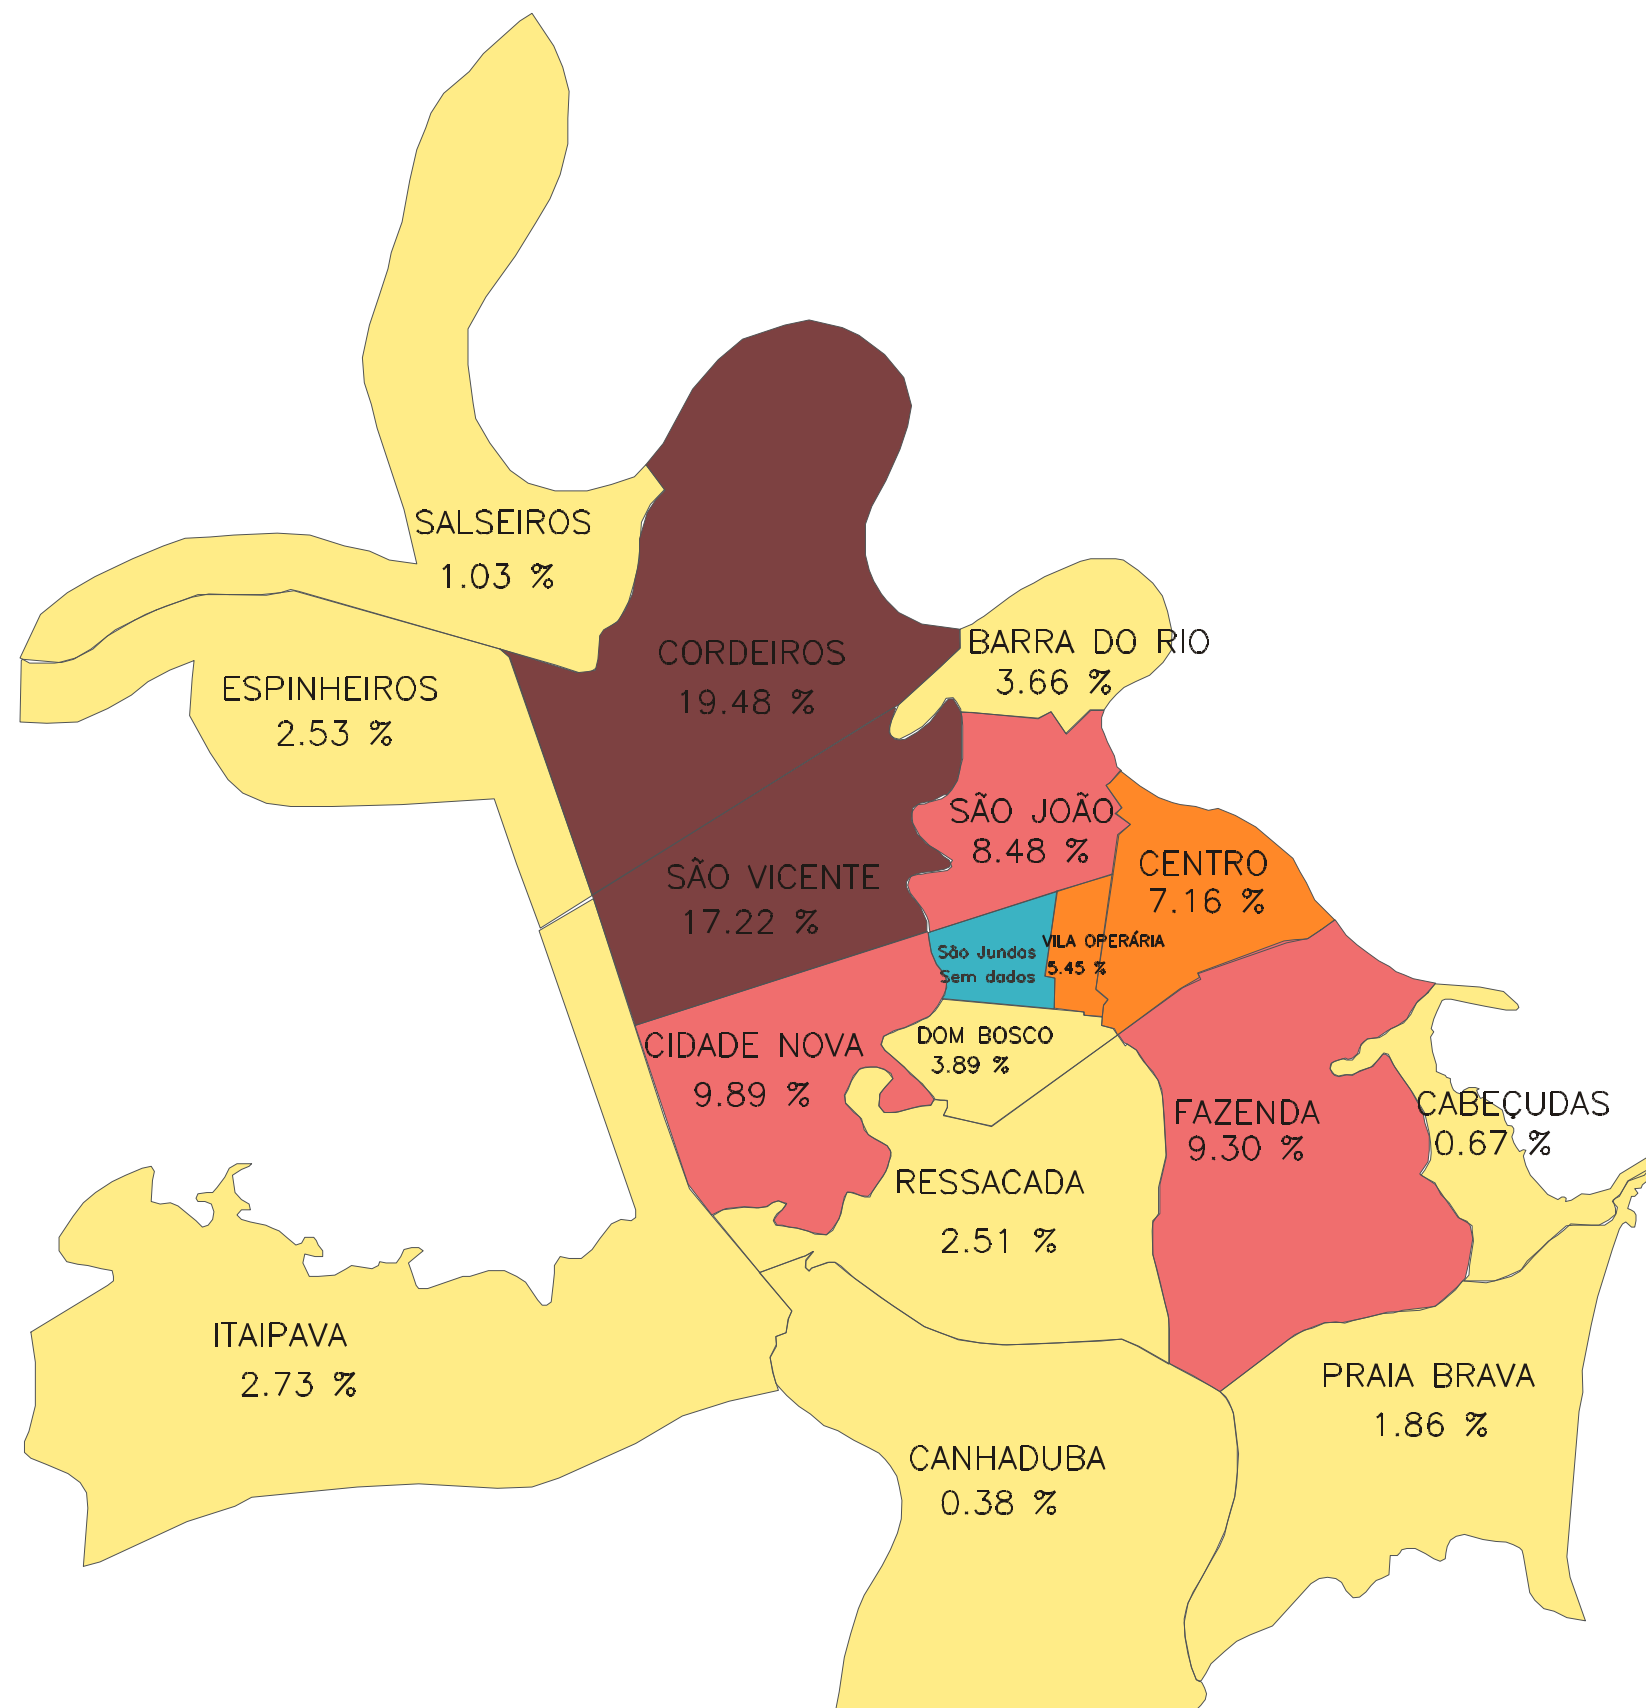 SALSEIROS
1.03 %
CORDEIROS
19.48 %
BARRA DO RIO
3.66 %
ESPINHEIROS
2.53 %
SÃO JOÃO
8.48 %
CENTRO
7.16 %
SÃO VICENTE
17.22 %
São Judas
Sem dados
VILA OPERÁRIA
5.45 %
CIDADE NOVA
9.89 %
DOM BOSCO
3.89 %
FAZENDA
9.30 %
CABEÇUDAS
0.67 %
RESSACADA
2.51 %
ITAIPAVA
2.73 %
PRAIA BRAVA
1.86 %
CANHADUBA
0.38 %